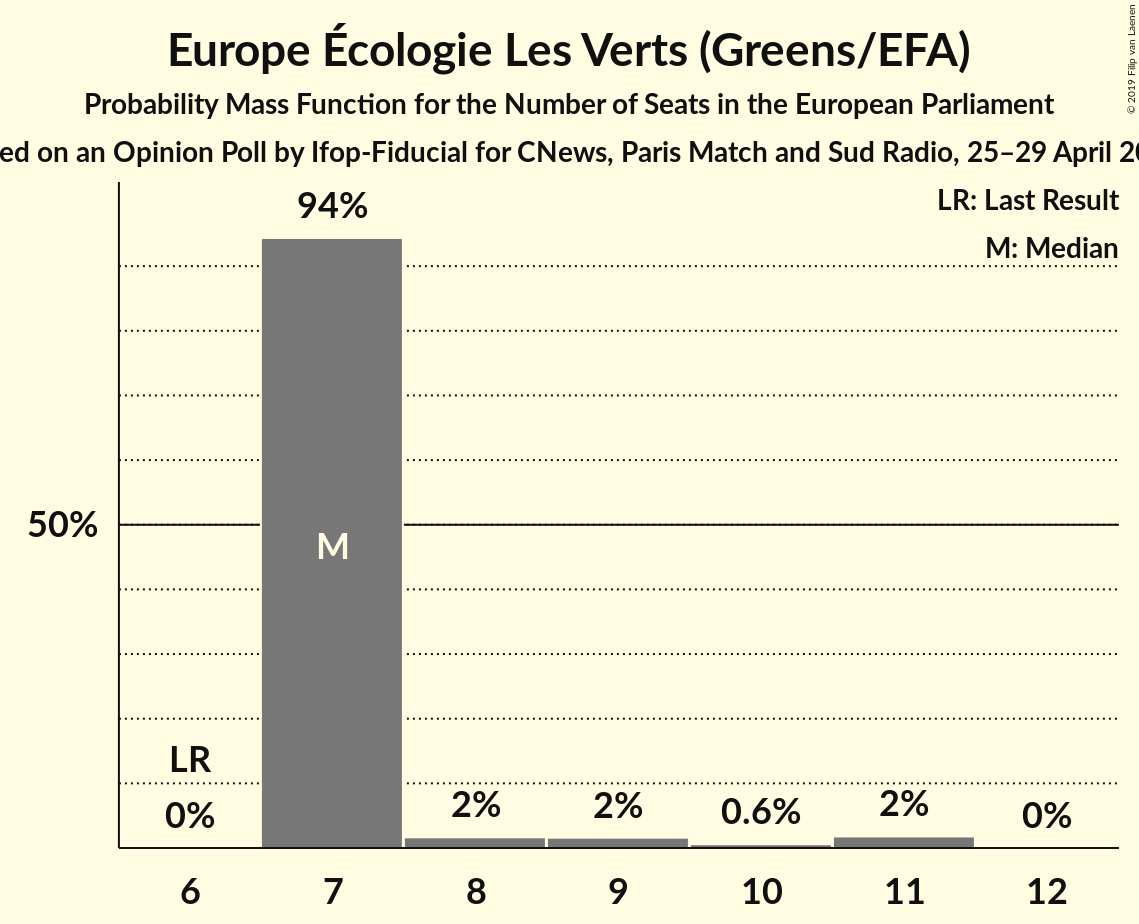 Europe Écologie Les Verts (Greens/EFA)
Probability Mass Function for the Number of Seats in the European Parliament
ed on an Opinion Poll by Ifop-Fiducial for CNews, Paris Match and Sud Radio, 25–29 April 20
© 2019 Filip van Laenen
LR: Last Result
M: Median
94%
50%
M
LR
0%
2%
2%
0.6%
2%
0%
6
7
8
9
10
11
12